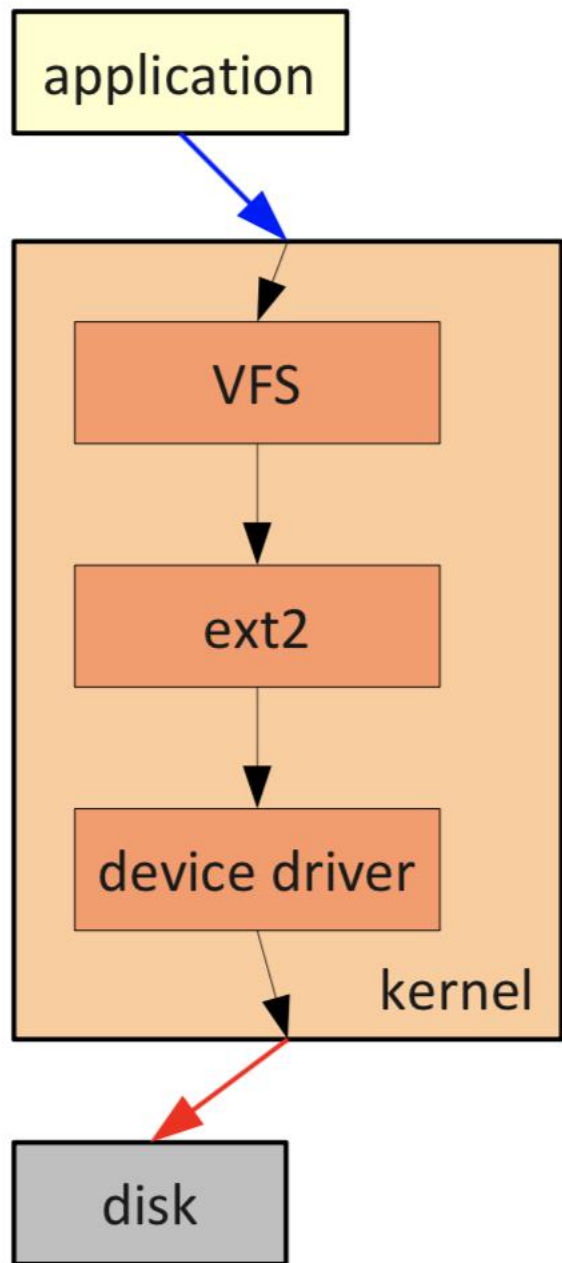 application
VFS
ext2
device driver
kernel
disk